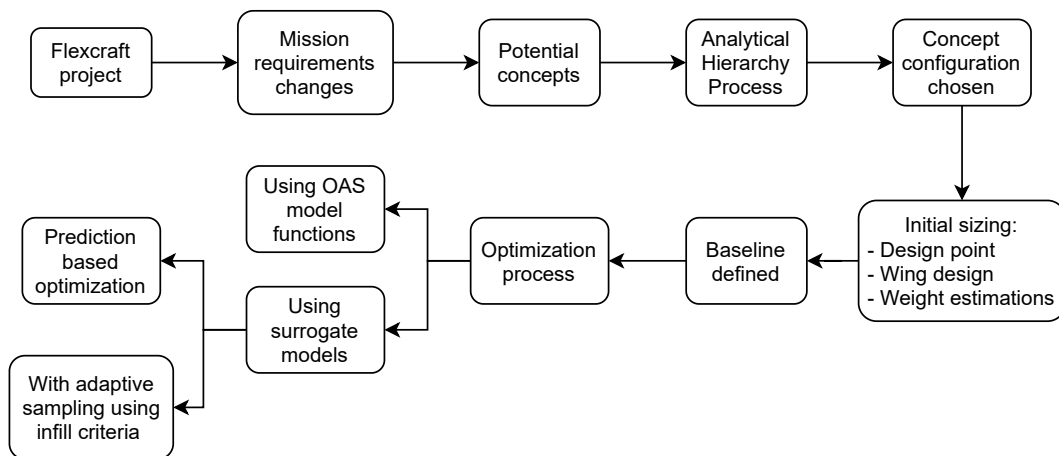 Flexcraft
project
Mission
requirements
changes
Potential
concepts
Analytical
Hierarchy
Process
Concept
configuration
chosen
Initial sizing:
- Design point
- Wing design
- Weight estimations
Baseline
defined
Optimization
process
Using OAS
model
functions
Using
surrogate
models
Prediction
based
optimization
With adaptive
sampling using
infill criteria